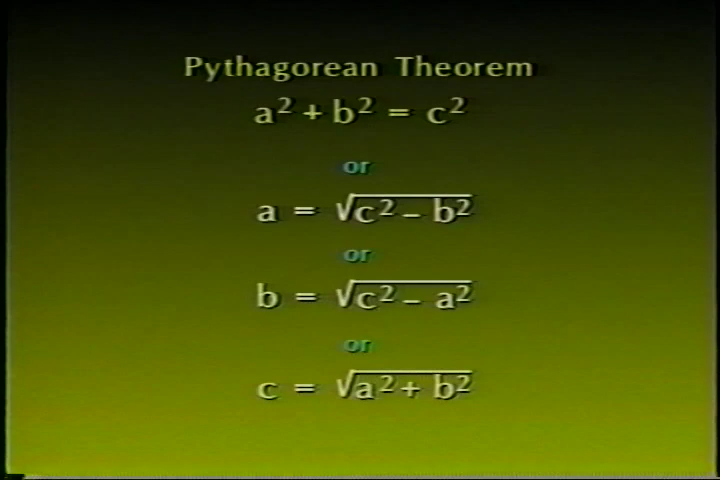 Pythagorean Theorem
a² + b² = c²
or
a = √c² – b²
or
b = √c² – a²
or
c = √a² + b²